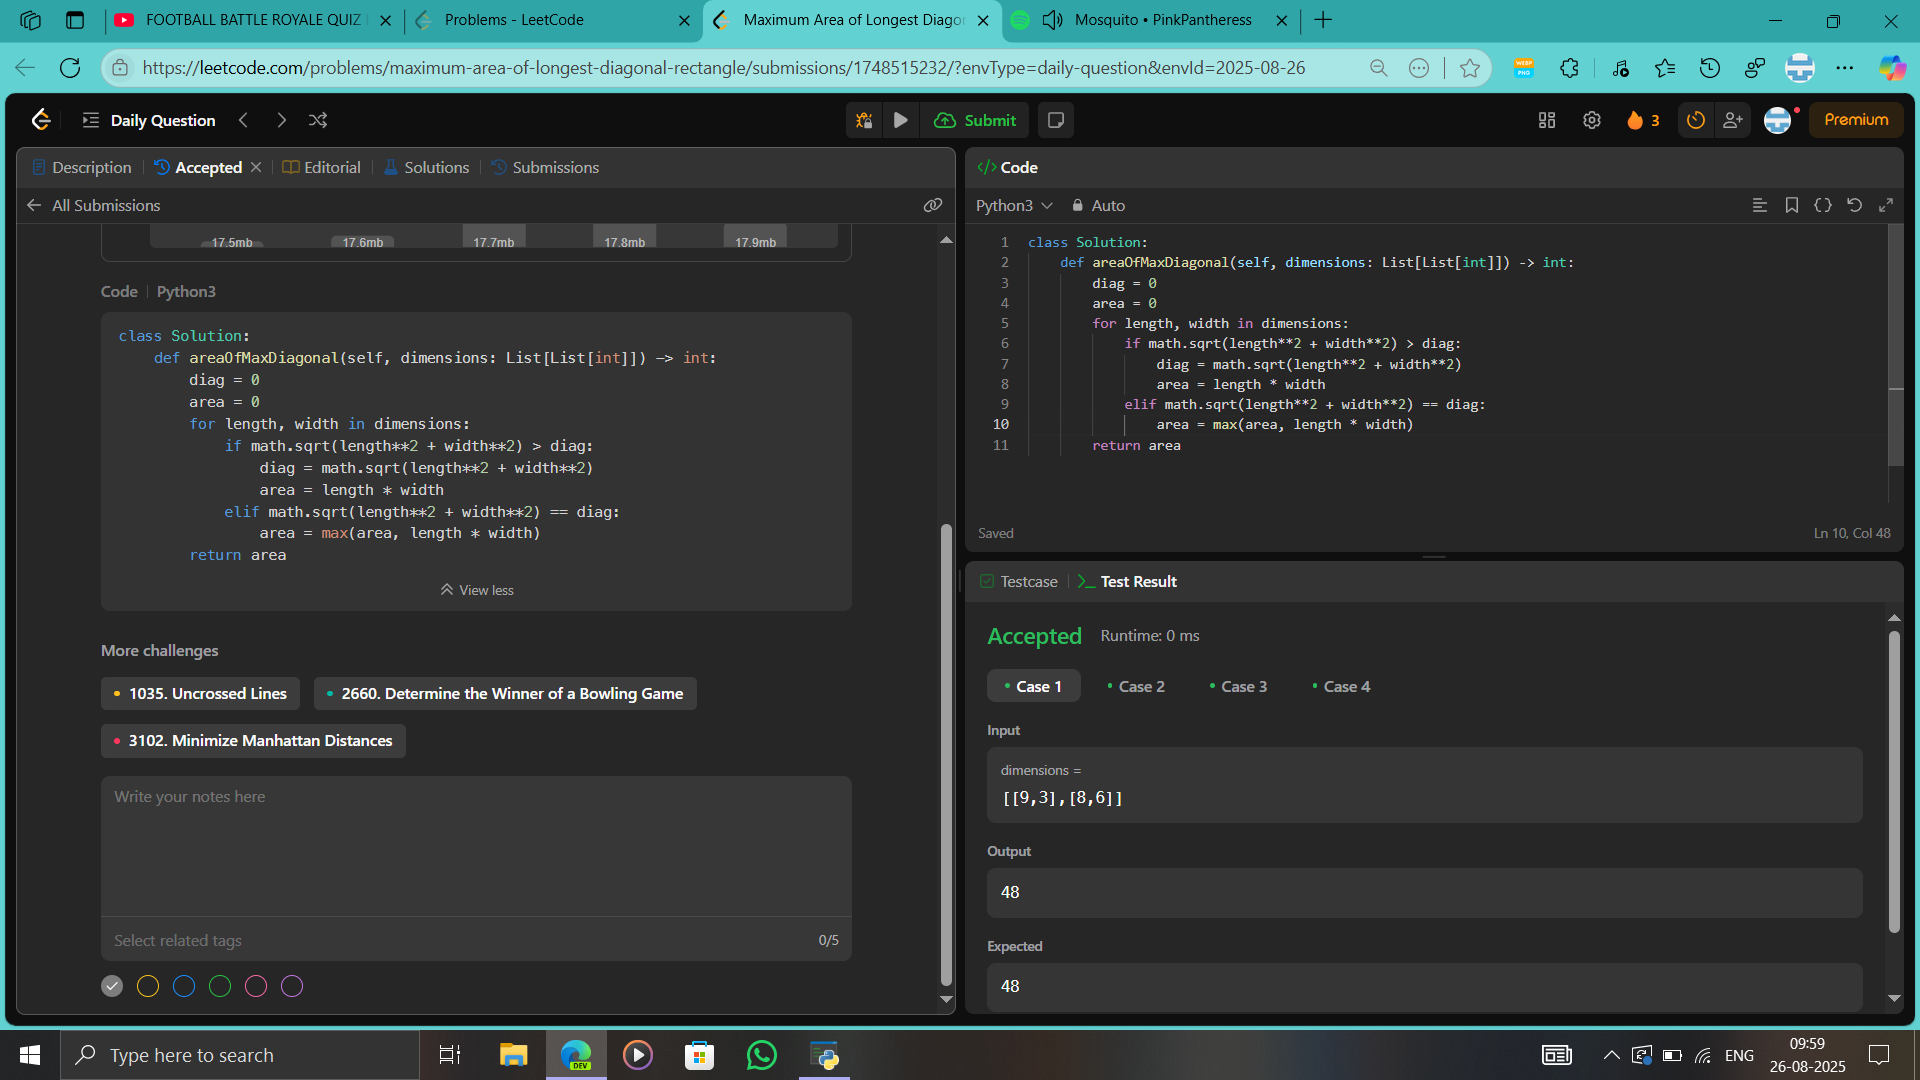 FOOTBALL BATTLE ROYALE QUIZ
Problems - LeetCode
Maximum Area of Longest Diagon
Mosquito • PinkPantheress
https://leetcode.com/problems/maximum-area-of-longest-diagonal-rectangle/submissions/1748515232/?envType=daily-question&envId=2025-08-26
Daily Question
Submit
3
Premium
Description
Accepted
Editorial
Solutions
Submissions
All Submissions
17.5mb
17.6mb
17.7mb
17.8mb
17.9mb
Code
Python3
class Solution:
def areaOfMaxDiagonal(self, dimensions: List[List[int]]) -> int:
diag = 0
area = 0
for length, width in dimensions:
if math.sqrt(length**2 + width**2) > diag:
diag = math.sqrt(length**2 + width**2)
area = length * width
elif math.sqrt(length**2 + width**2) == diag:
area = max(area, length * width)
return area
View less
More challenges
1035. Uncrossed Lines
2660. Determine the Winner of a Bowling Game
3102. Minimize Manhattan Distances
Write your notes here
Select related tags
0/5
</> Code
Python3
Auto
1 class Solution:
2 def areaOfMaxDiagonal(self, dimensions: List[List[int]]) -> int:
3 diag = 0
4 area = 0
5 for length, width in dimensions:
6 if math.sqrt(length**2 + width**2) > diag:
7 diag = math.sqrt(length**2 + width**2)
8 area = length * width
9 elif math.sqrt(length**2 + width**2) == diag:
10 area = max(area, length * width)
11 return area
Saved
Ln 10, Col 48
Testcase
Test Result
Accepted
Runtime: 0 ms
Case 1
Case 2
Case 3
Case 4
Input
dimensions =
[[9,3],[8,6]]
Output
48
Expected
48
Type here to search
DEV
ENG
09:59
26-08-2025